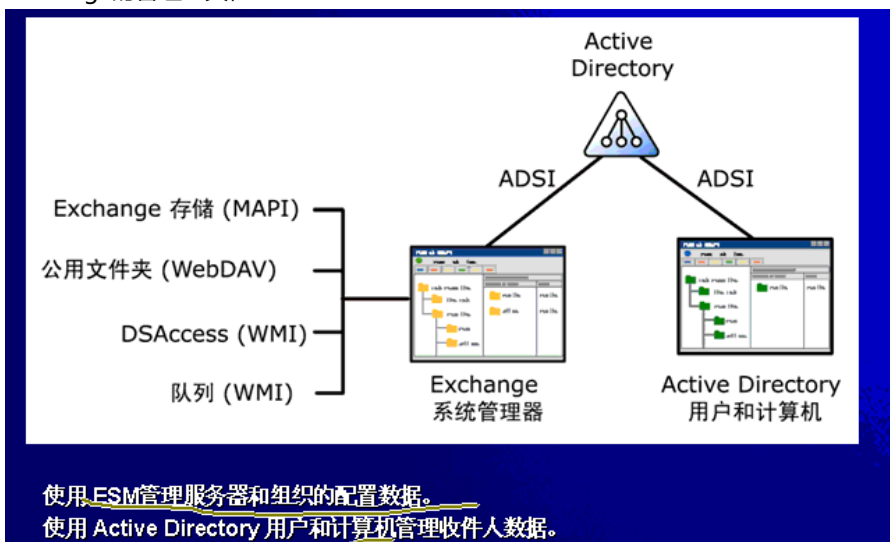 Active
Directory
ADSI
ADSI
Exchange 存储 (MAPI)
公用文件夹 (WebDAV)
DSAccess (WMI)
队列 (WMI)
Exchange
系统管理器
Active Directory
用户和计算机
使用 ESM管理服务器和组织的配置数据。
使用 Active Directory 用户和计算机管理收件人数据。